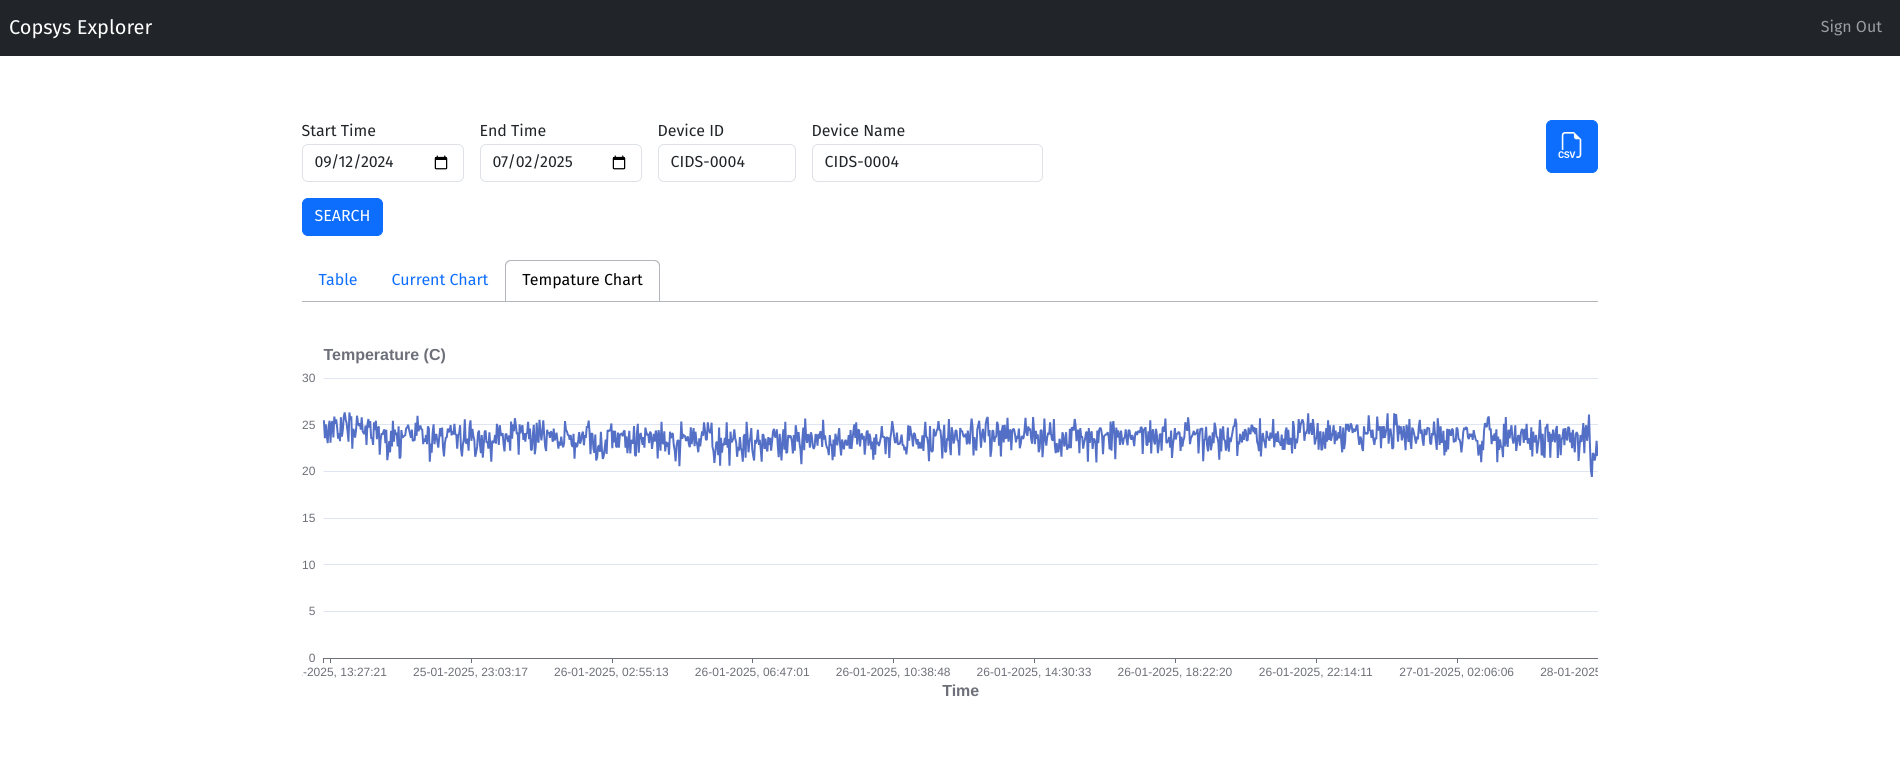 Copsys Explorer
Sign Out
Start Time
End Time
Device ID
Device Name
09/12/2024
07/02/2025
CIDS-0004
CIDS-0004
CSV
SEARCH
Table
Current Chart
Tempature Chart
Temperature (C)
30
25
20
15
10
5
0
-2025, 13:27:21
25-01-2025, 23:03:17
26-01-2025, 02:55:13
26-01-2025, 06:47:01
26-01-2025, 10:38:48
26-01-2025, 14:30:33
26-01-2025, 18:22:20
26-01-2025, 22:14:11
27-01-2025, 02:06:06
28-01-2025
Time